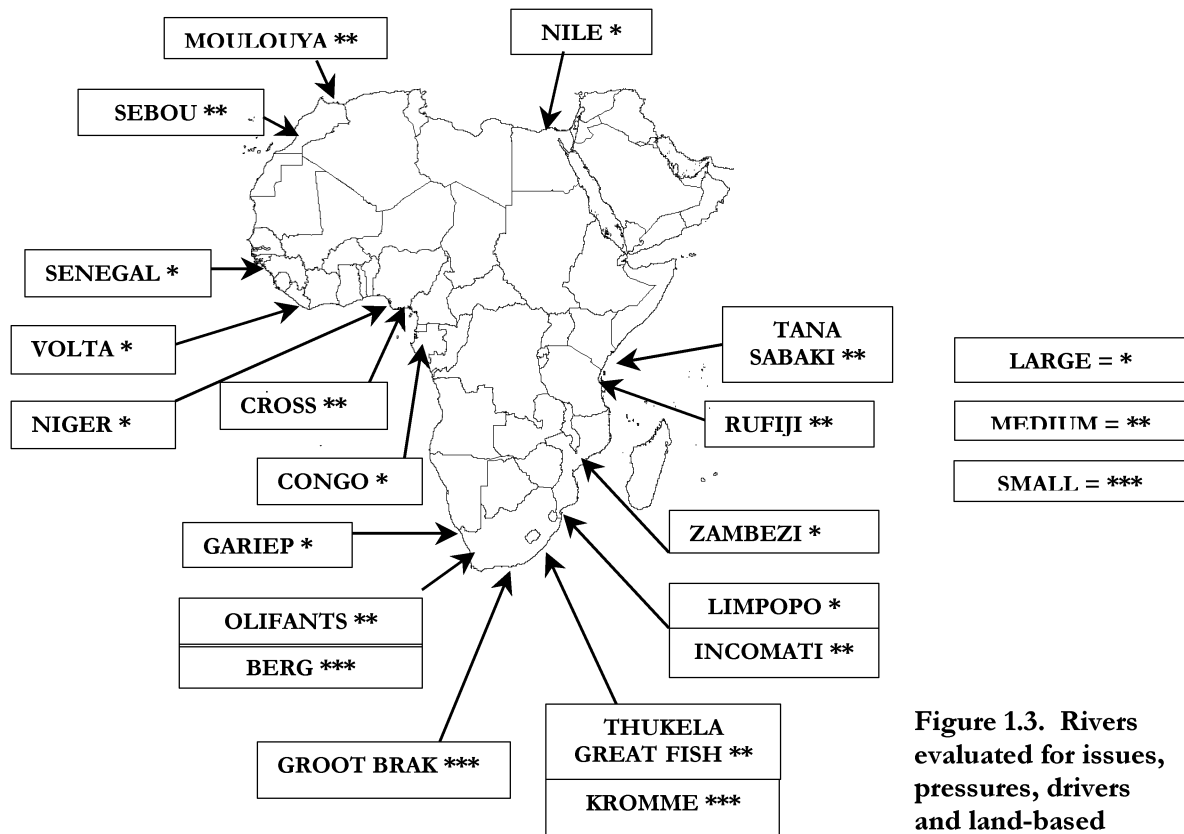 MOULOUYA **
NILE *
SEBOU **
SENEGAL *
VOLTA *
NIGER *
CROSS **
CONGO *
GARIEP *
OLIFANTS **
BERG ***
GROOT BRAK ***
THUKELA
GREAT FISH **
KROMME ***
LIMPOPO *
INCOMATI **
ZAMBEZI *
RUFIJI **
TANA
SABAKI **
LARGE = *
MEDIUM = **
SMALL = ***
Figure 1.3. Rivers
evaluated for issues,
pressures, drivers
and land-based